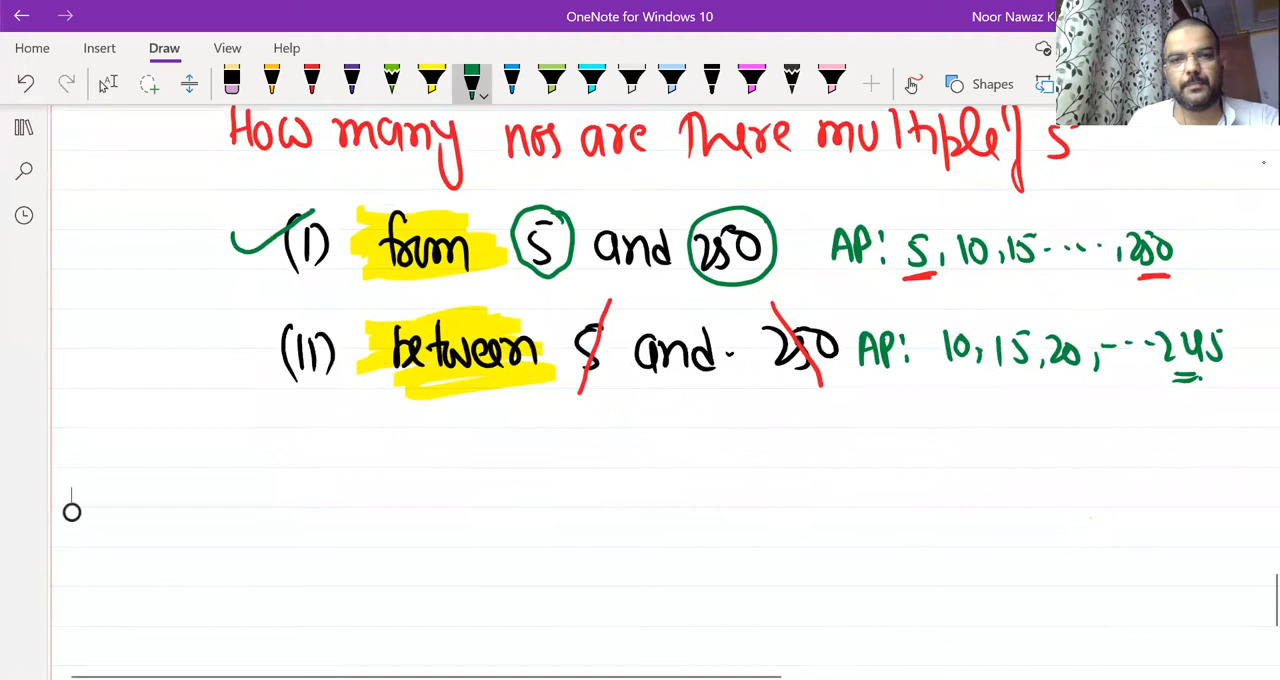 OneNote for Windows 10
Noor Nawaz
Home Insert Draw View Help
Shapes
How many nos are there multiple of 5
(I) from 5 and 250 AP: 5, 10, 15 ...., 250
(II) between 5 and. 250 AP: 10, 15, 20, ---- 245